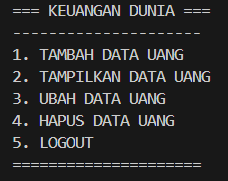 === KEUANGAN DUNIA ===
---------------------
1. TAMBAH DATA UANG
2. TAMPILKAN DATA UANG
3. UBAH DATA UANG
4. HAPUS DATA UANG
5. LOGOUT
=====================